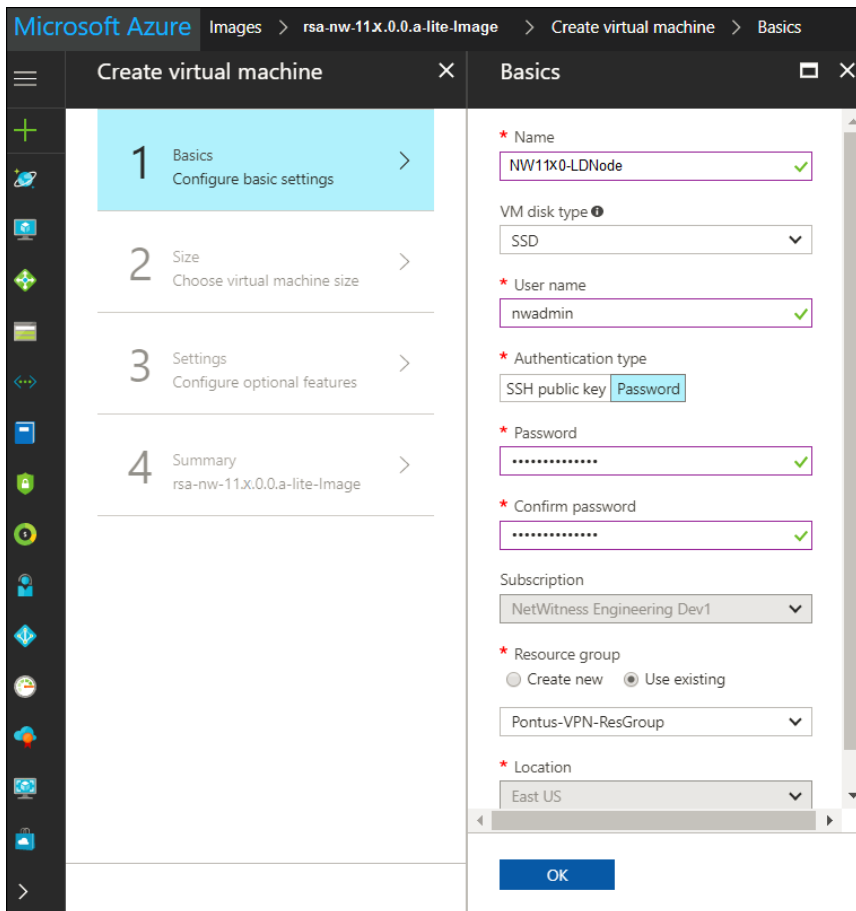 Microsoft Azure Images > rsa-nw-11.x.0.0.a-lite-Image > Create virtual machine > Basics
Create virtual machine
1
Basics
Configure basic settings
2
Size
Choose virtual machine size
3
Settings
Configure optional features
4
Summary
rsa-nw-11.x.0.0.a-lite-Image
Basics
* Name
NW11x0-LDNode
VM disk type
SSD
* User name
nwadmin
* Authentication type
SSH public key Password
* Password
••••••••••••••
* Confirm password
••••••••••••••
Subscription
NetWitness Engineering Dev1
* Resource group
Create new Use existing
Pontus-VPN-ResGroup
* Location
East US
OK